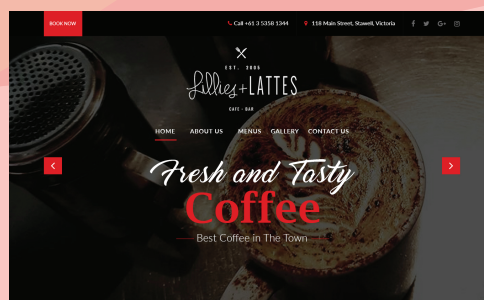 BOOK NOW
Call +61 3 5358 1344
118 Main Street, Stawell, Victoria
EST. 2006
Lillies + LATTES
CAFE - BAR
HOME ABOUT US MENUS GALLERY CONTACT US
Fresh and Tasty
Coffee
Best Coffee in The Town